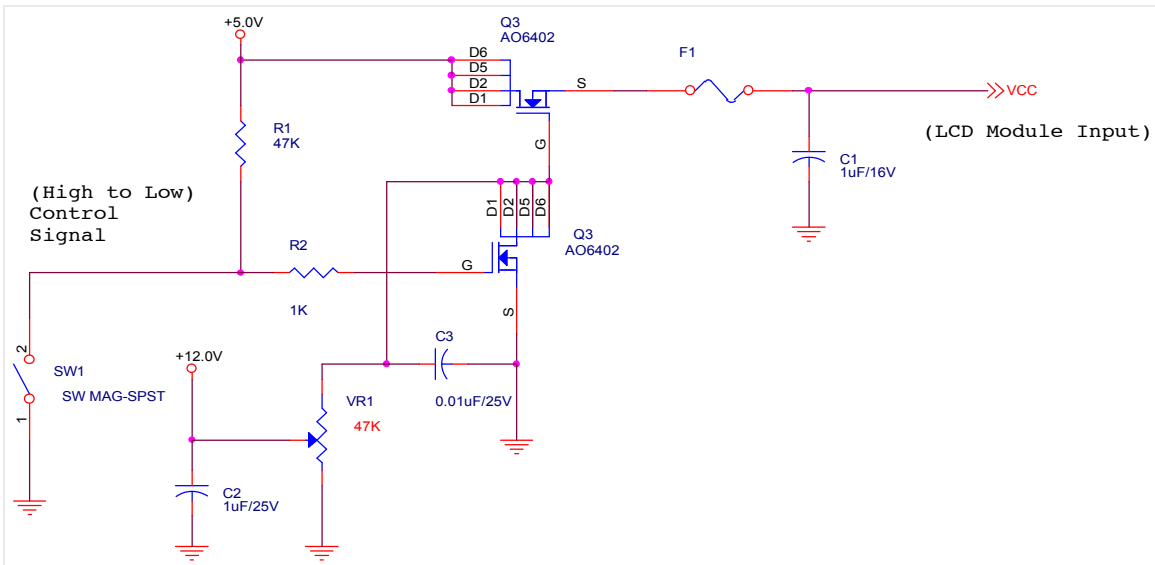 +5.0V
Q3
AO6402
D6
D5
D2
D1
S
G
F1
VCC
(LCD Module Input)
R1
47K
C1
1uF/16V
(High to Low)
Control
Signal
D1
D2
D5
D6
Q3
AO6402
R2
1K
G
S
C3
0.01uF/25V
+12.0V
2
SW1
SW MAG-SPST
1
VR1
47K
C2
1uF/25V